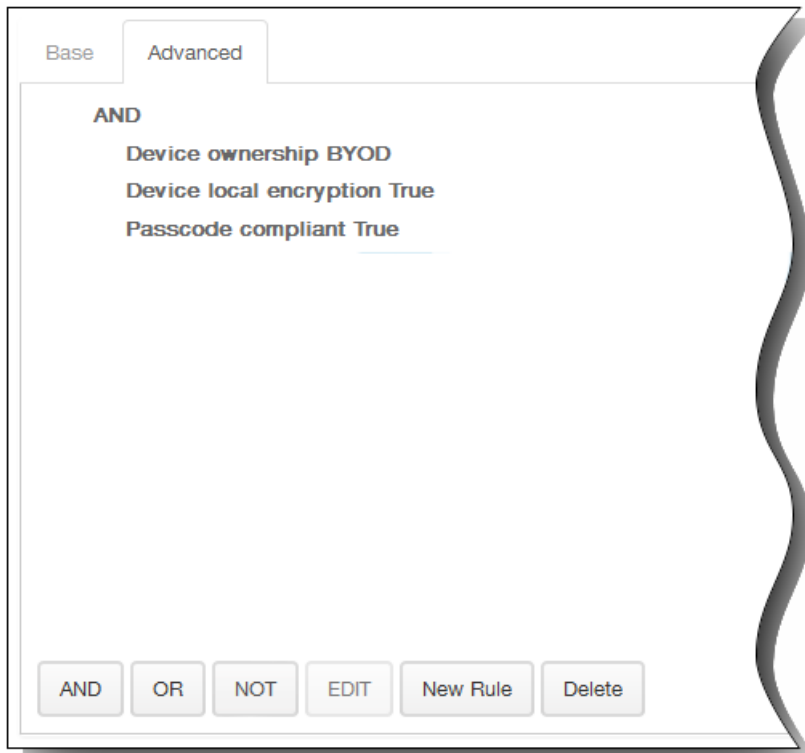 Base Advanced
AND
Device ownership BYOD
Device local encryption True
Passcode compliant True
AND OR NOT EDIT New Rule Delete